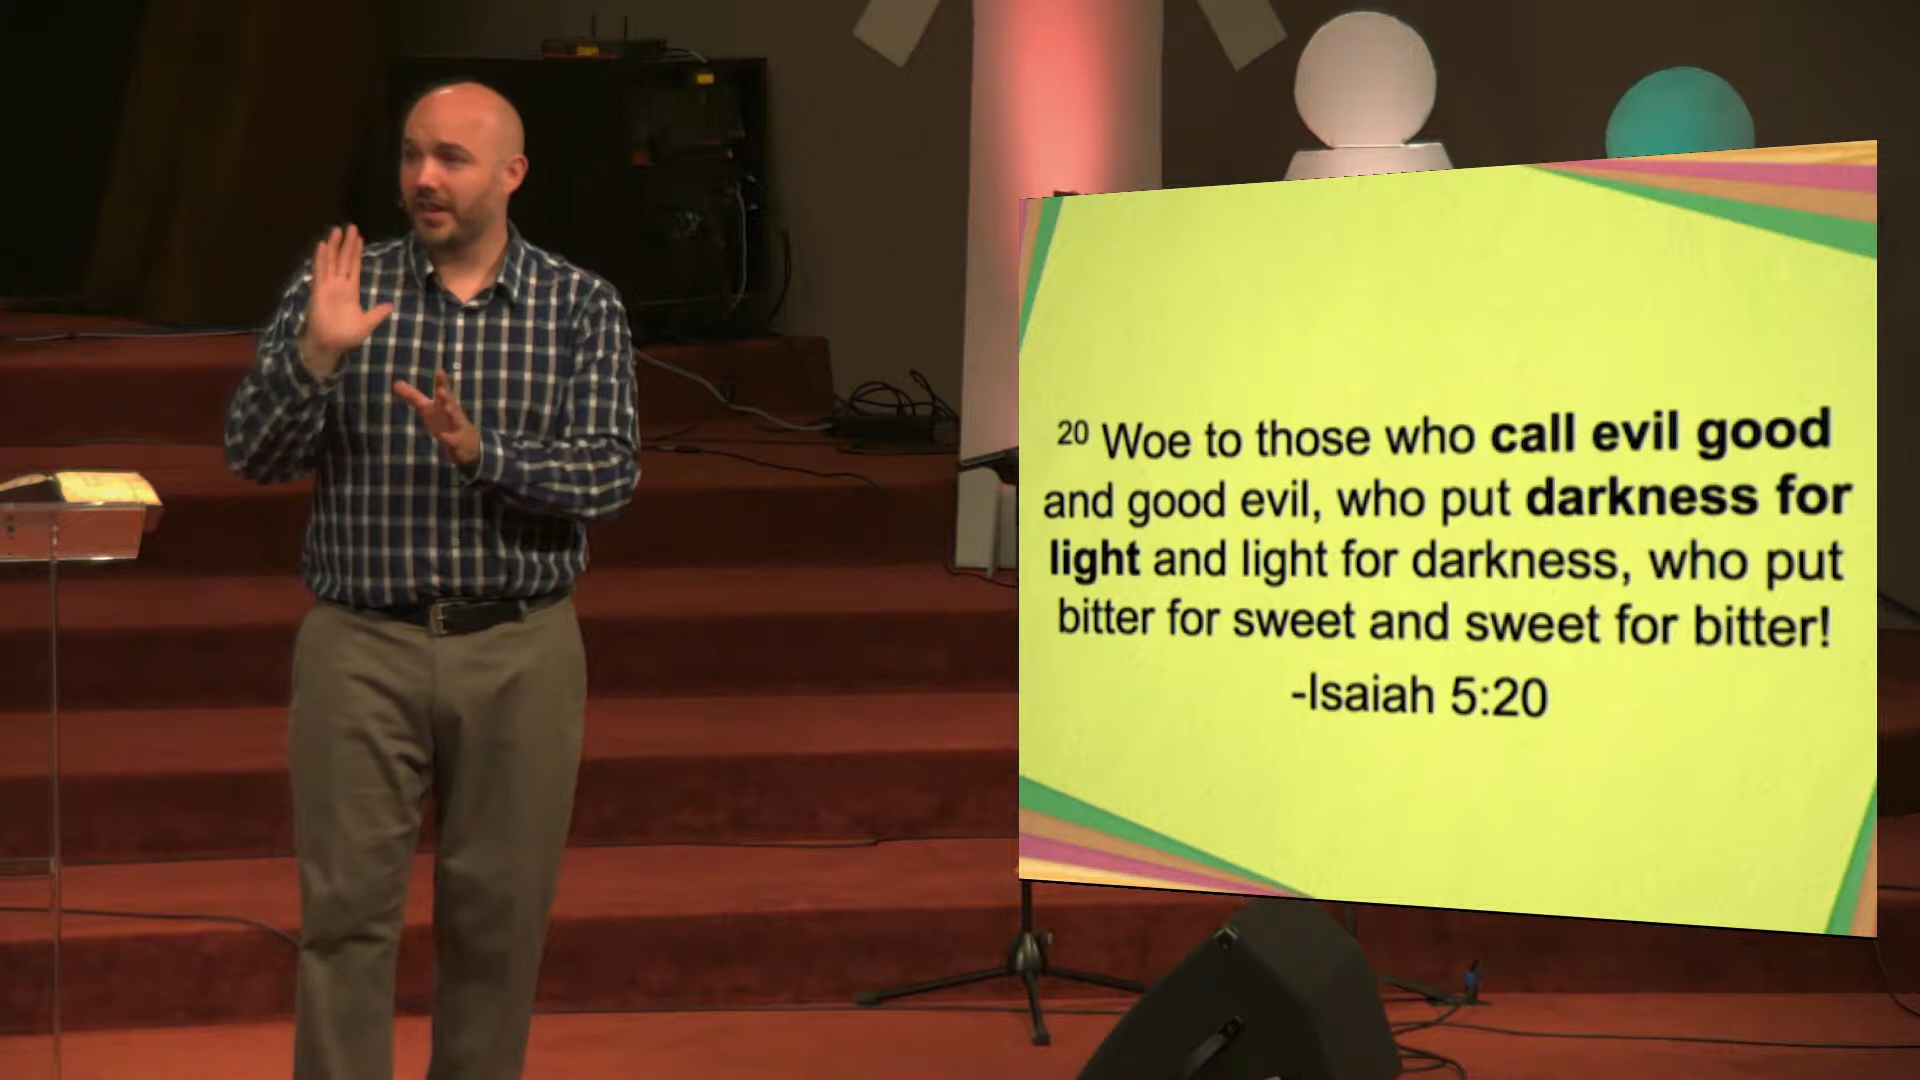 20 Woe to those who call evil good
and good evil, who put darkness for
light and light for darkness, who put
bitter for sweet and sweet for bitter!
-Isaiah 5:20